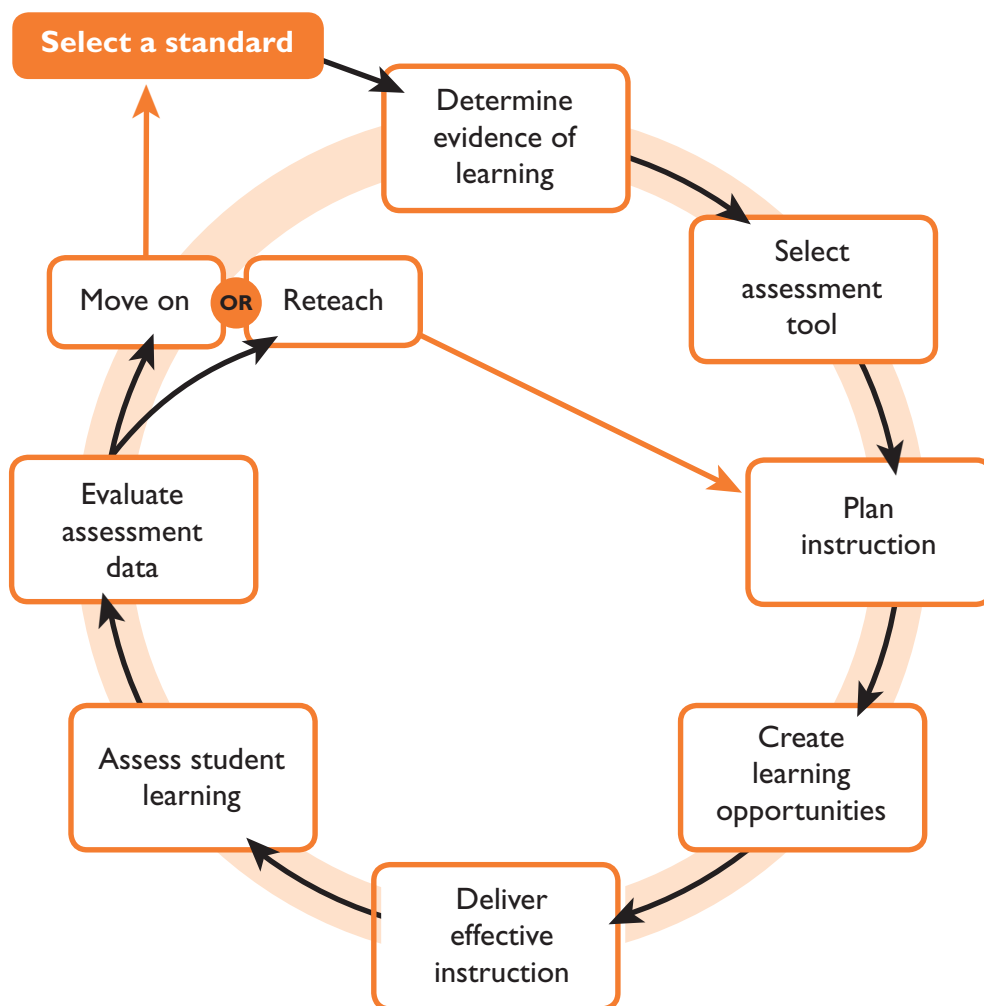 Select a standard
Determine
evidence of
learning
Select
assessment
tool
Plan
instruction
Create
learning
opportunities
Deliver
effective
instruction
Assess student
learning
Evaluate
assessment
data
Move on
OR
Reteach